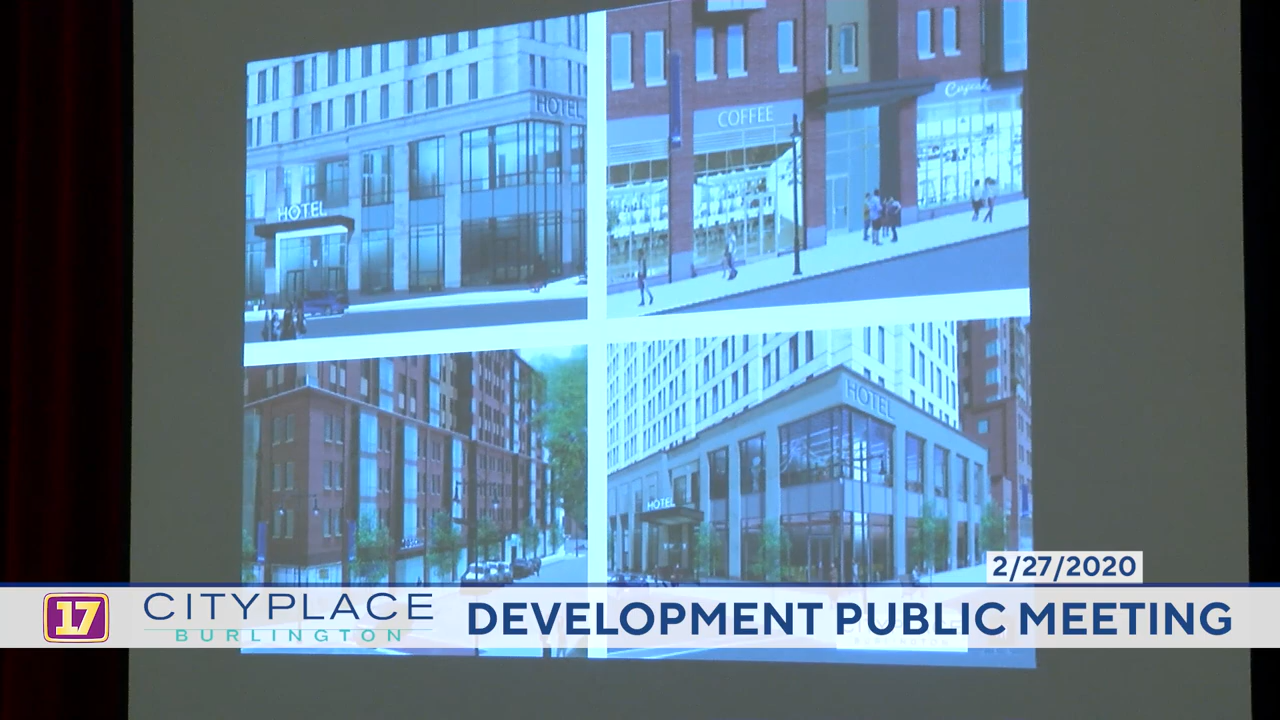 HOTEL
HOTEL
COFFEE
HOTEL
HOTEL
2/27/2020
17
CITYPLACE
BURLINGTON
DEVELOPMENT PUBLIC MEETING